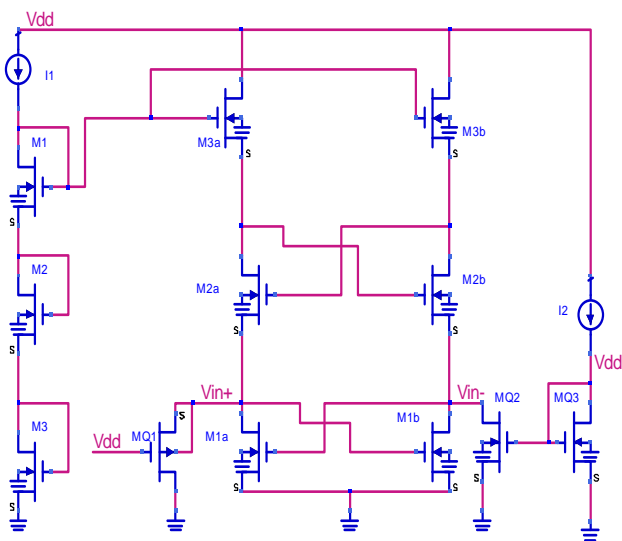 Vdd
I1
M1
M3a
S
M3b
S
S
M2
M2a
S
M2b
S
I2
S
Vdd
M3
Vin+
Vin-
MQ2
MQ3
S
Vdd
MQ1
M1a
M1b
S
S
S
S
S